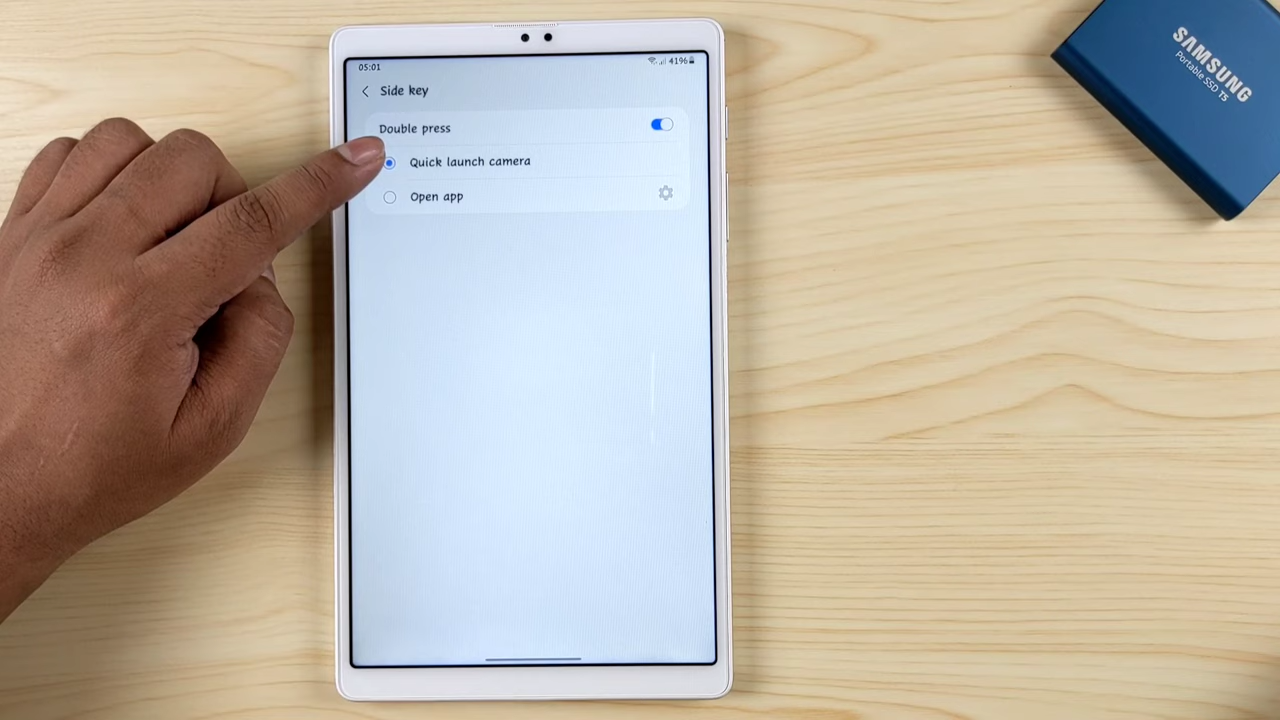 05:01
41%
Side key
Double press
Quick launch camera
Open app
SAMSUNG
Portable SSD T5